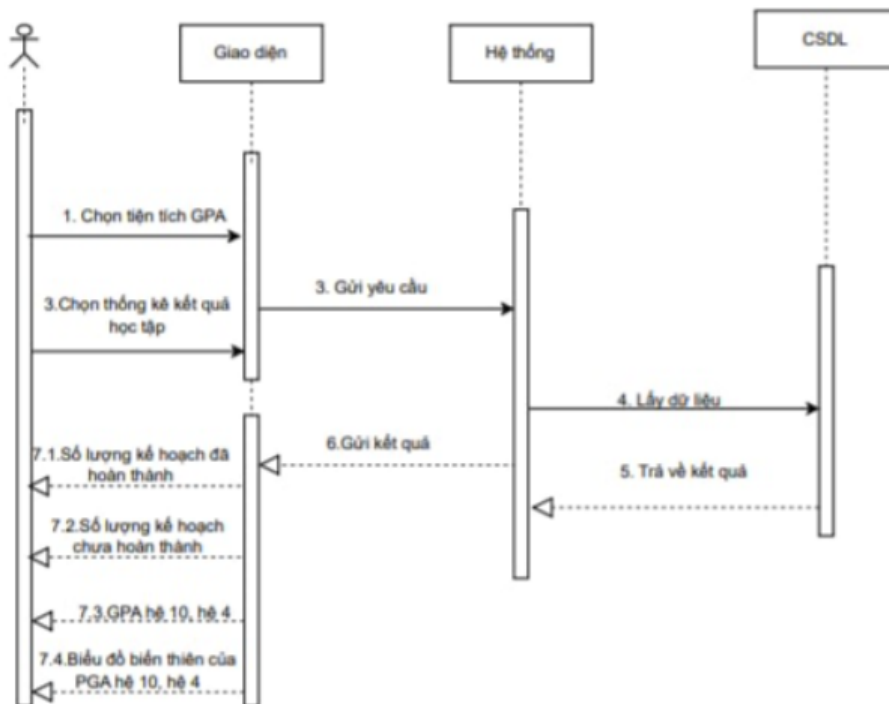 Giao diện
Hệ thống
CSDL
1. Chọn tiện tích GPA
3. Gửi yêu cầu
3.Chọn thống kê kết quả
học tập
4. Lấy dữ liệu
6.Gửi kết quả
5. Trả về kết quả
7.1.Số lượng kế hoạch đã
hoàn thành
7.2.Số lượng kế hoạch
chưa hoàn thành
7.3.GPA hệ 10, hệ 4
7.4.Biểu đồ biến thiên của
PGA hệ 10, hệ 4